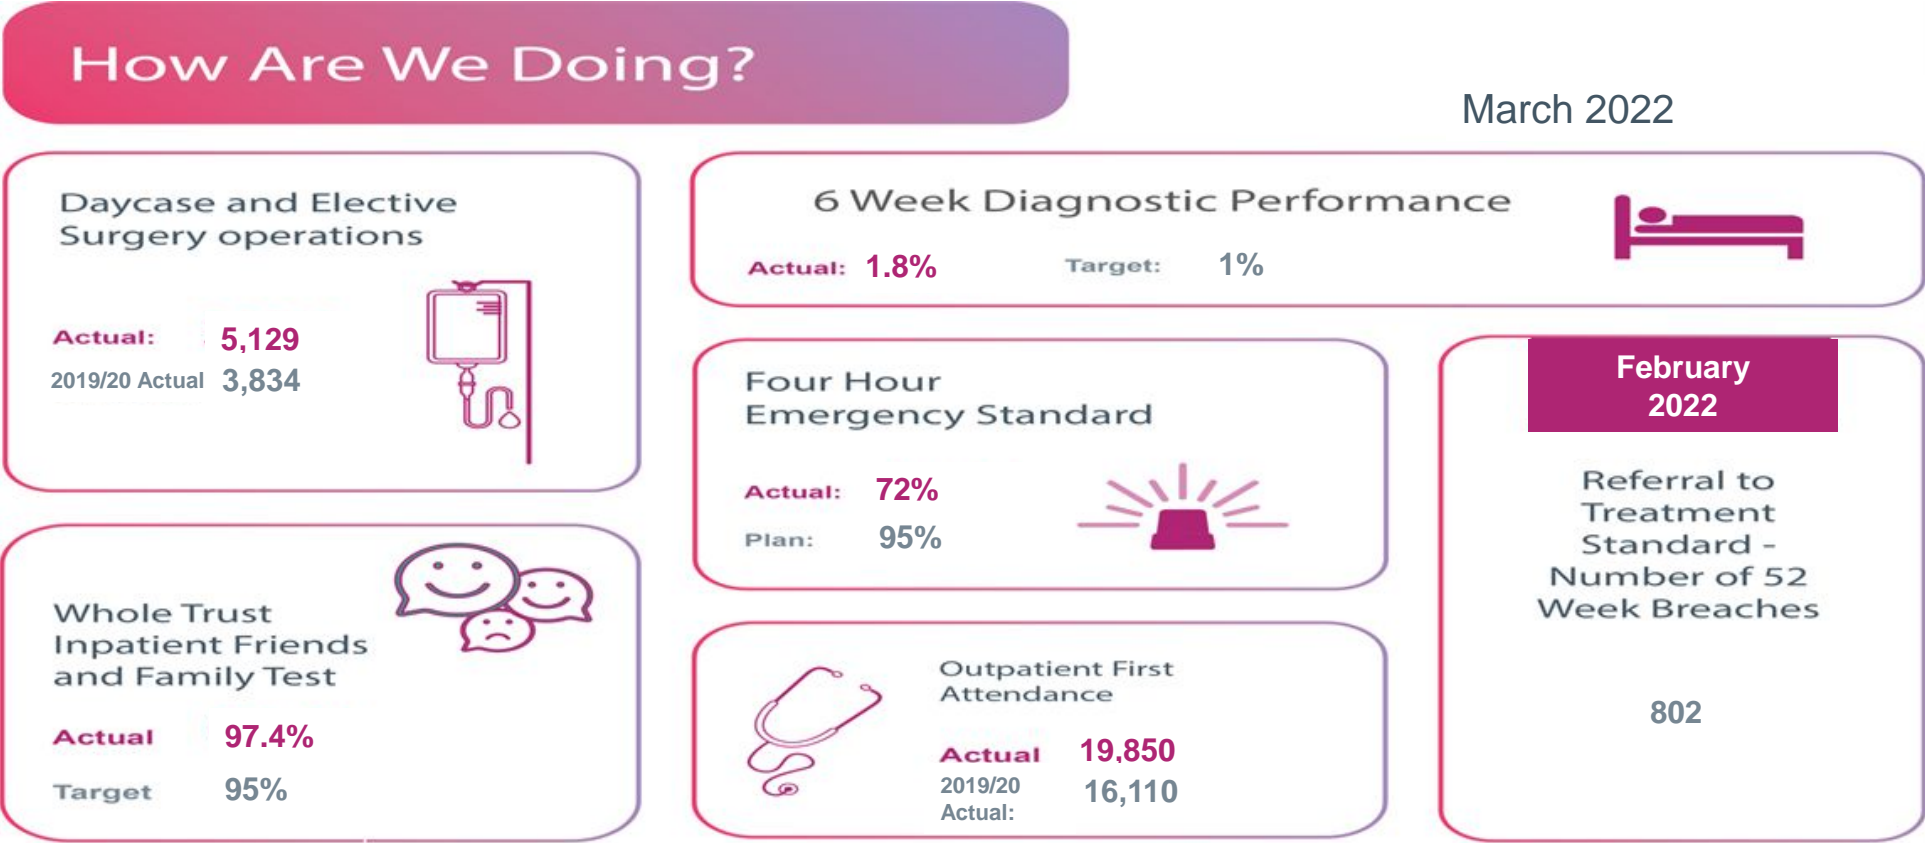 How Are We Doing?
March 2022
Daycase and Elective
Surgery operations
Actual: 5,129
2019/20 Actual 3,834
6 Week Diagnostic Performance
Actual: 1.8% Target: 1%
Four Hour
Emergency Standard
Actual: 72%
Plan: 95%
February
2022
Referral to
Treatment
Standard -
Number of 52
Week Breaches
802
Whole Trust
Inpatient Friends
and Family Test
Actual 97.4%
Target 95%
Outpatient First
Attendance
Actual 19,850
2019/20
Actual:
16,110